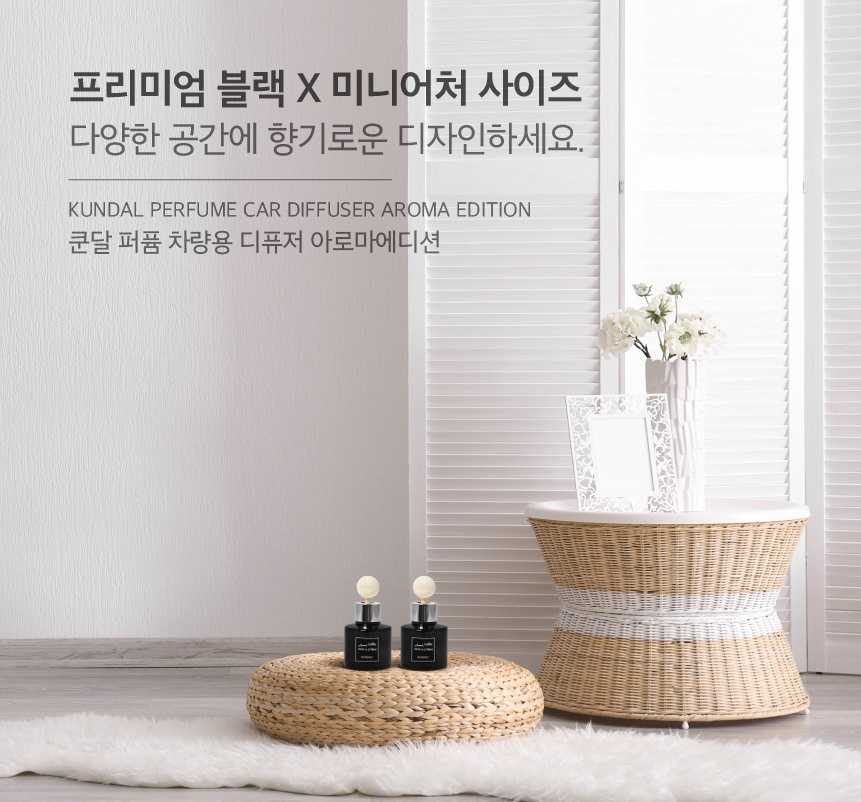 프리미엄 블랙 X 미니어처 사이즈
다양한 공간에 향기로운 디자인하세요.
KUNDAL PERFUME CAR DIFFUSER AROMA EDITION
쿤달 퍼퓸 차량용 디퓨저 아로마에디션